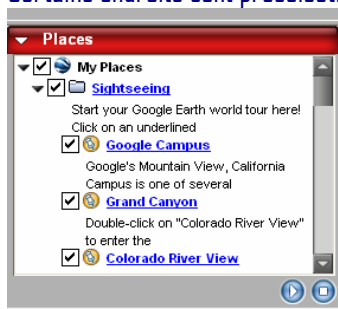 Places
My Places
Sightseeing
Start your Google Earth world tour here!
Click on an underlined
Google Campus
Google's Mountain View, California
Campus is one of several
Grand Canyon
Double-click on "Colorado River View"
to enter the
Colorado River View